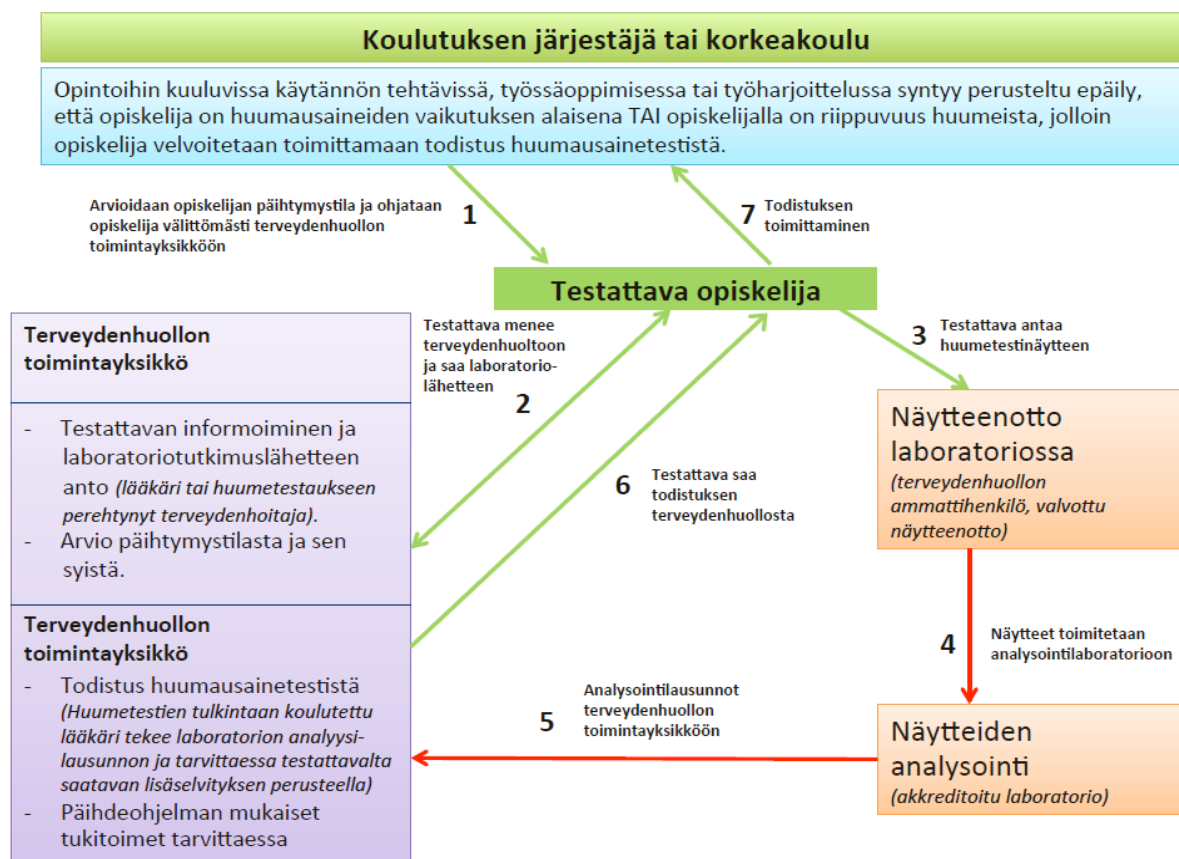 Koulutuksen järjestäjä tai korkeakoulu
Opintoihin kuuluvissa käytännön tehtävissä, työssäoppimisessa tai työharjoittelussa syntyy perusteltu epäily,
että opiskelija on huumausaineiden vaikutuksen alaisena TAI opiskelijalla on riippuvuus huumeista, jolloin
opiskelija velvoitetaan toimittamaan todistus huumausainetestistä.
Arvioidaan opiskelijan päihtymystila ja ohjataan
opiskelija välittömästi terveydenhuollon
toimintayksikköön
1
7
Todistuksen
toimittaminen
Testattava opiskelija
Testattava menee
terveydenhuoltoon
ja saa laboratorio-
lähetteen
2
3
Testattava antaa
huumetestinäytteen
Terveydenhuollon
toimintayksikkö
- Testattavan informoiminen ja
laboratoriotutkimuslähetteen
anto (lääkäri tai huumetestaukseen
perehtynyt terveydenhoitaja).
- Arvio päihtymystilasta ja sen
syistä.
Näytteenotto
laboratoriossa
(terveydenhuollon
ammattihenkilö, valvottu
näytteenotto)
6
Testattava saa
todistuksen
terveydenhuollosta
4
Näytteet toimitetaan
analysointilaboratorioon
Terveydenhuollon
toimintayksikkö
- Todistus huumausainetestistä
(Huumetestien tulkintaan koulutettu
lääkäri tekee laboratorion analyysi-
lausunnon ja tarvittaessa testattavalta
saatavan lisäselvityksen perusteella)
- Päihdeohjelman mukaiset
tukitoimet tarvittaessa
5
Analysointilausunnot
terveydenhuollon
toimintayksikköön
Näytteiden
analysointi
(akkreditoitu laboratorio)